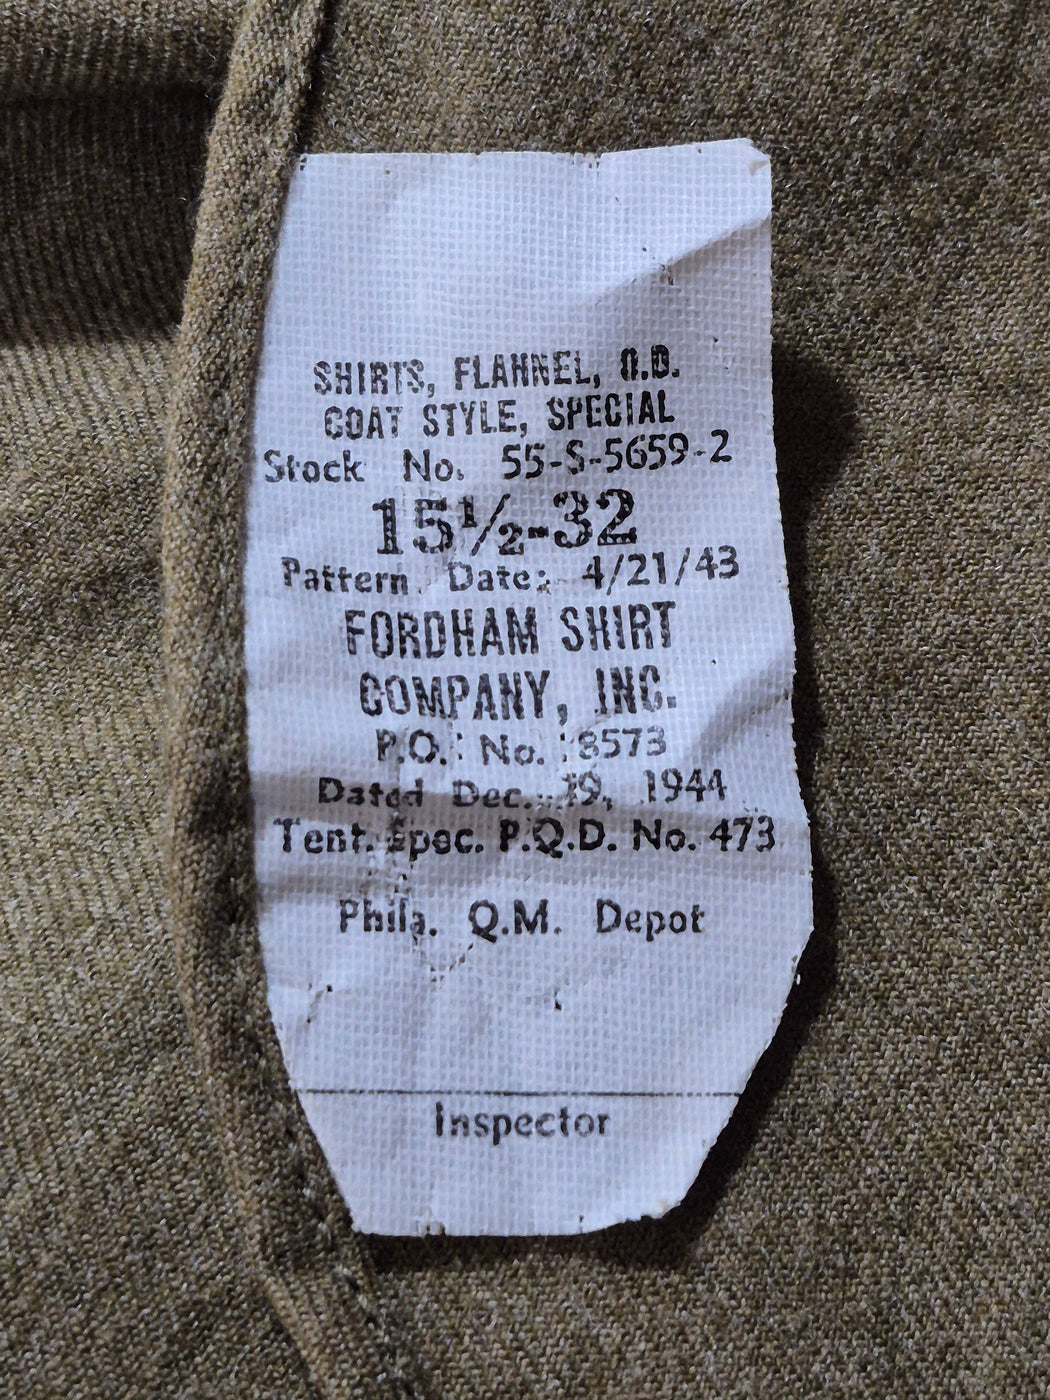 SHIRTS, FLANNEL, O.D.
COAT STYLE, SPECIAL
Stock No. 55-S-5659-2
15½-32
Pattern Date: 4/21/43
FORDHAM SHIRT
COMPANY, INC.
P.O. No. 8573
Dated Dec. 19, 1944
Tent. Spec. P.Q.D. No. 473
Phila. Q.M. Depot
Inspector